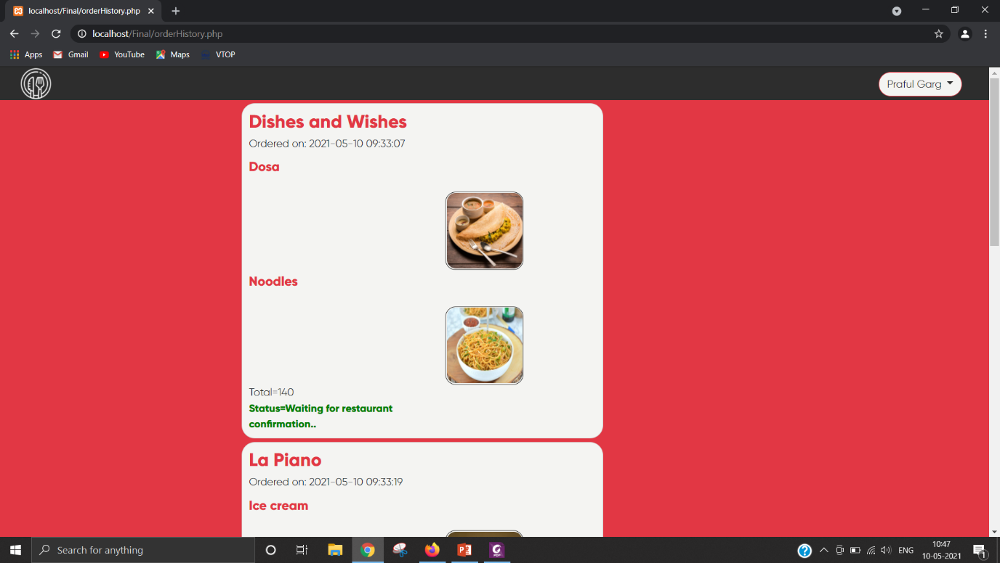 localhost/Final/orderHistory.php
localhost/Final/orderHistory.php
Apps Gmail YouTube Maps VTOP
Praful Garg
Dishes and Wishes
Ordered on: 2021-05-10 09:33:07
Dosa
Noodles
Total=140
Status=Waiting for restaurant
confirmation..
La Piano
Ordered on: 2021-05-10 09:33:19
Ice cream
Search for anything
ENG
10:47
10-05-2021
1